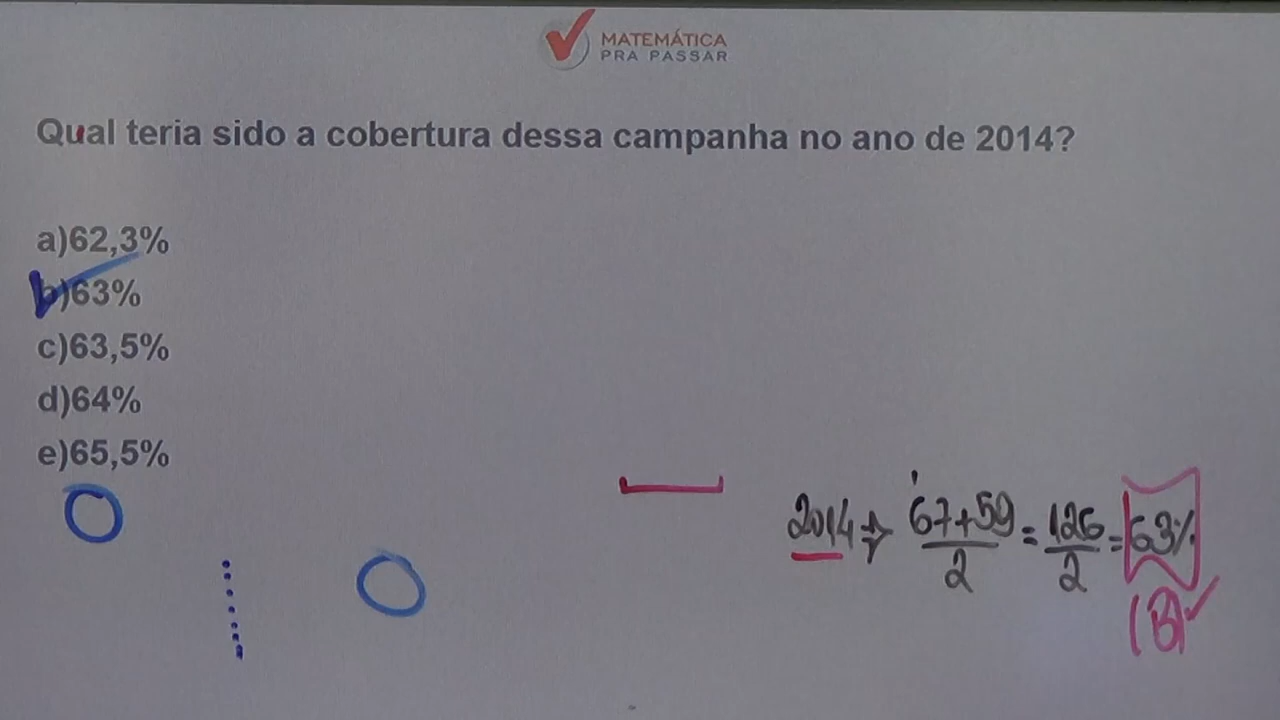 MATEMÁTICA
PRA PASSAR
Qual teria sido a cobertura dessa campanha no ano de 2014?
a)62,3%
b)63%
c)63,5%
d)64%
e)65,5%
2014 ⇒ 67+59/2 = 126/2 = 63%
(B)✓